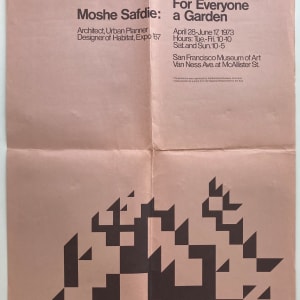 Moshe Safdie:
Architect, Urban Planner
Designer of Habitat, Expo '67
For Everyone
a Garden
April 28-June 17, 1973
Hours: Tue.-Fri. 10-10
Sat. and Sun. 10-5
San Francisco Museum of Art
Van Ness Ave. at McAllister St.